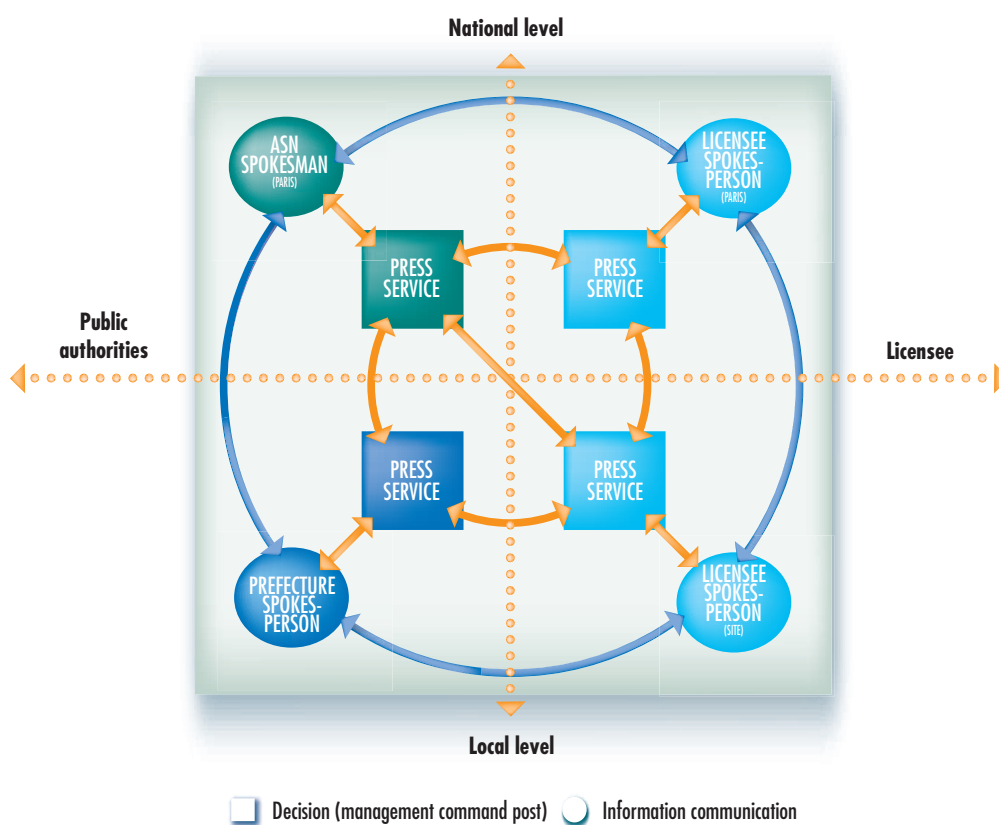 National level
ASN
SPOKESMAN
(PARIS)
LICENSEE
SPOKES-
PERSON
(PARIS)
PRESS
SERVICE
PRESS
SERVICE
Public
authorities
Licensee
PRESS
SERVICE
PRESS
SERVICE
PREFECTURE
SPOKES-
PERSON
LICENSEE
SPOKES-
PERSON
(SITE)
Local level
Decision (management command post)
Information communication